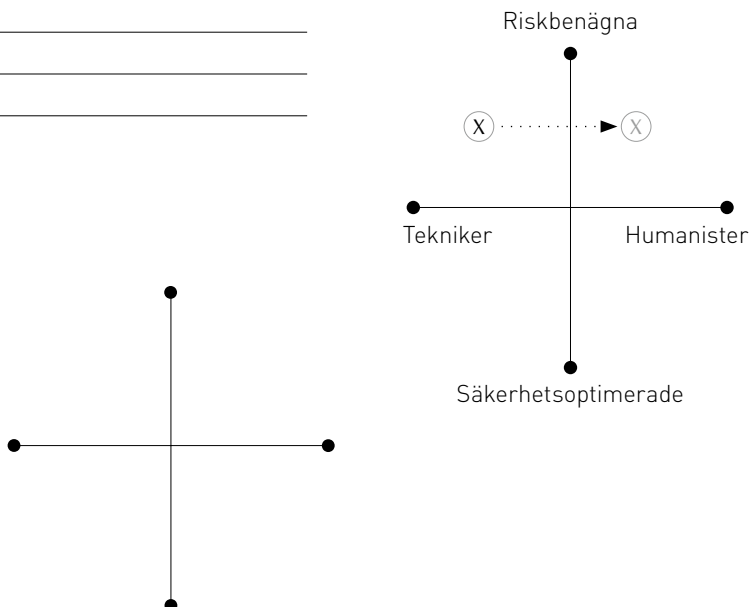 Riskbenägna
X X
Tekniker Humanister
Säkerhetsoptimerade